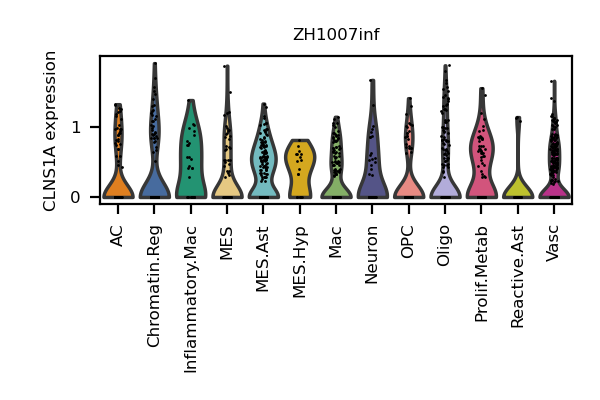 ZH1007inf
CLNS1A expression
1
0
AC
Chromatin.Reg
Inflammatory.Mac
MES
MES.Ast
MES.Hyp
Mac
Neuron
OPC
Oligo
Prolif.Metab
Reactive.Ast
Vasc